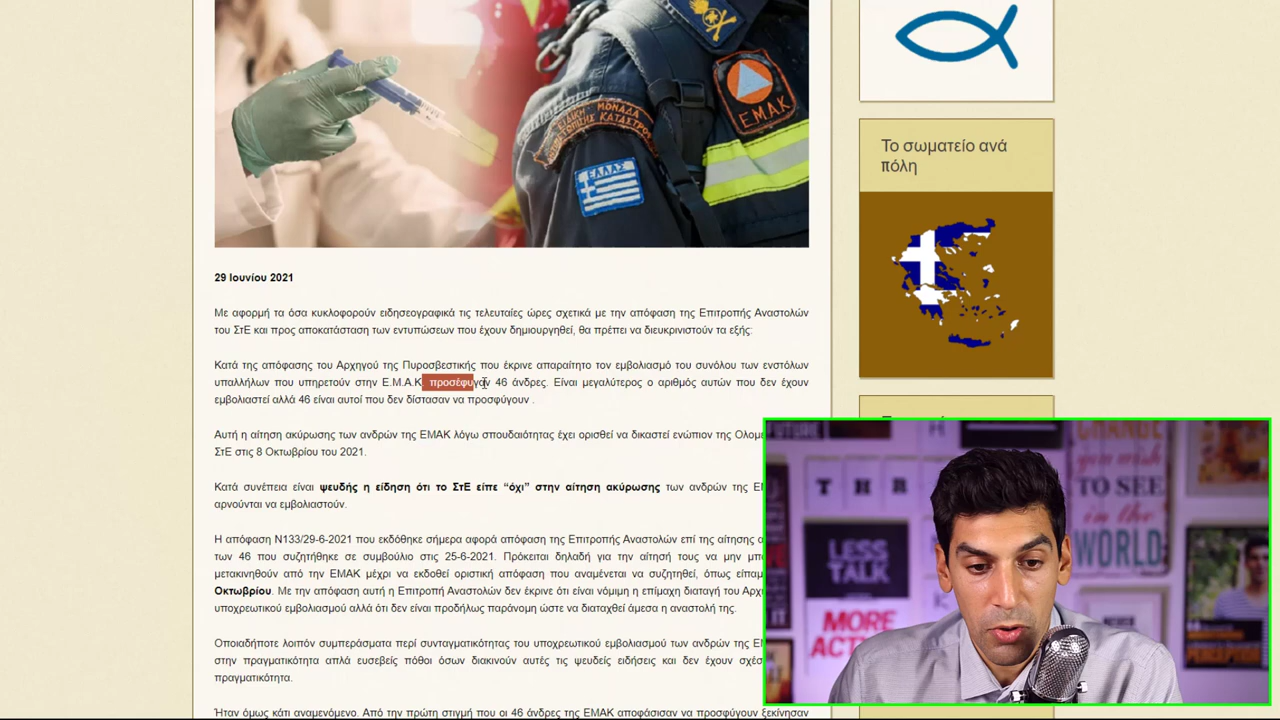 ΕΙΔΙΚΗ ΜΟΝΑΔΑ
ΕΛΛΑΣ
Ε.Μ.Α.Κ
Το σωματείο ανά
πόλη
29 Ιουνίου 2021
Με αφορμή τα όσα κυκλοφορούν ειδησεογραφικά τις τελευταίες ώρες σχετικά με την απόφαση της Επιτροπής Αναστολών
του ΣτΕ και προς αποκατάσταση των εντυπώσεων που έχουν δημιουργηθεί, θα πρέπει να διευκρινιστούν τα εξής:
Κατά της απόφασης του Αρχηγού της Πυροσβεστικής που έκρινε απαραίτητο τον εμβολιασμό του συνόλου των ενστόλων
υπαλλήλων που υπηρετούν στην Ε.Μ.Α.Κ προσέφυγαν 46 άνδρες. Είναι μεγαλύτερος ο αριθμός αυτών που δεν έχουν
εμβολιαστεί αλλά 46 είναι αυτοί που δεν δίστασαν να προσφύγουν .
Αυτή η αίτηση ακύρωσης των ανδρών της ΕΜΑΚ λόγω σπουδαιότητας έχει ορισθεί να δικαστεί ενώπιον της
ΣτΕ στις 8 Οκτωβρίου του 2021.
Κατά συνέπεια είναι ψευδής η είδηση ότι το ΣτΕ είπε “όχι” στην αίτηση ακύρωσης των ανδρών της
αρνούνται να εμβολιαστούν.
Η απόφαση Ν133/29-6-2021 που εκδόθηκε σήμερα αφορά απόφαση της Επιτροπής Αναστολών επί της αίτησης
των 46 που συζητήθηκε σε συμβούλιο στις 25-6-2021. Πρόκειται δηλαδή για την αίτησή τους να μην
μετακινηθούν από την ΕΜΑΚ μέχρι να εκδοθεί οριστική απόφαση που αναμένεται να συζητηθεί, όπως
Οκτωβρίου. Με την απόφαση αυτή η Επιτροπή Αναστολών δεν έκρινε ότι είναι νόμιμη η επίμαχη διαταγή του
υποχρεωτικού εμβολιασμού αλλά ότι δεν είναι προδήλως παράνομη ώστε να διαταχθεί άμεσα η αναστολή της.
Οποιαδήποτε λοιπόν συμπεράσματα περί συνταγματικότητας του υποχρεωτικού εμβολιασμού των ανδρών της
στην πραγματικότητα απλά ευσεβείς πόθοι όσων διακινούν αυτές τις ψευδείς ειδήσεις και δεν έχουν
πραγματικότητα.
Ήταν όμως κάτι αναμενόμενο. Από την πρώτη στιγμή που οι 46 άνδρες της ΕΜΑΚ αποφάσισαν να προσφύγουν ξεκίνησαν
T H R
LESS
TALK
MORE
CHANGE
you wish
TO SEE
in the
WORLD